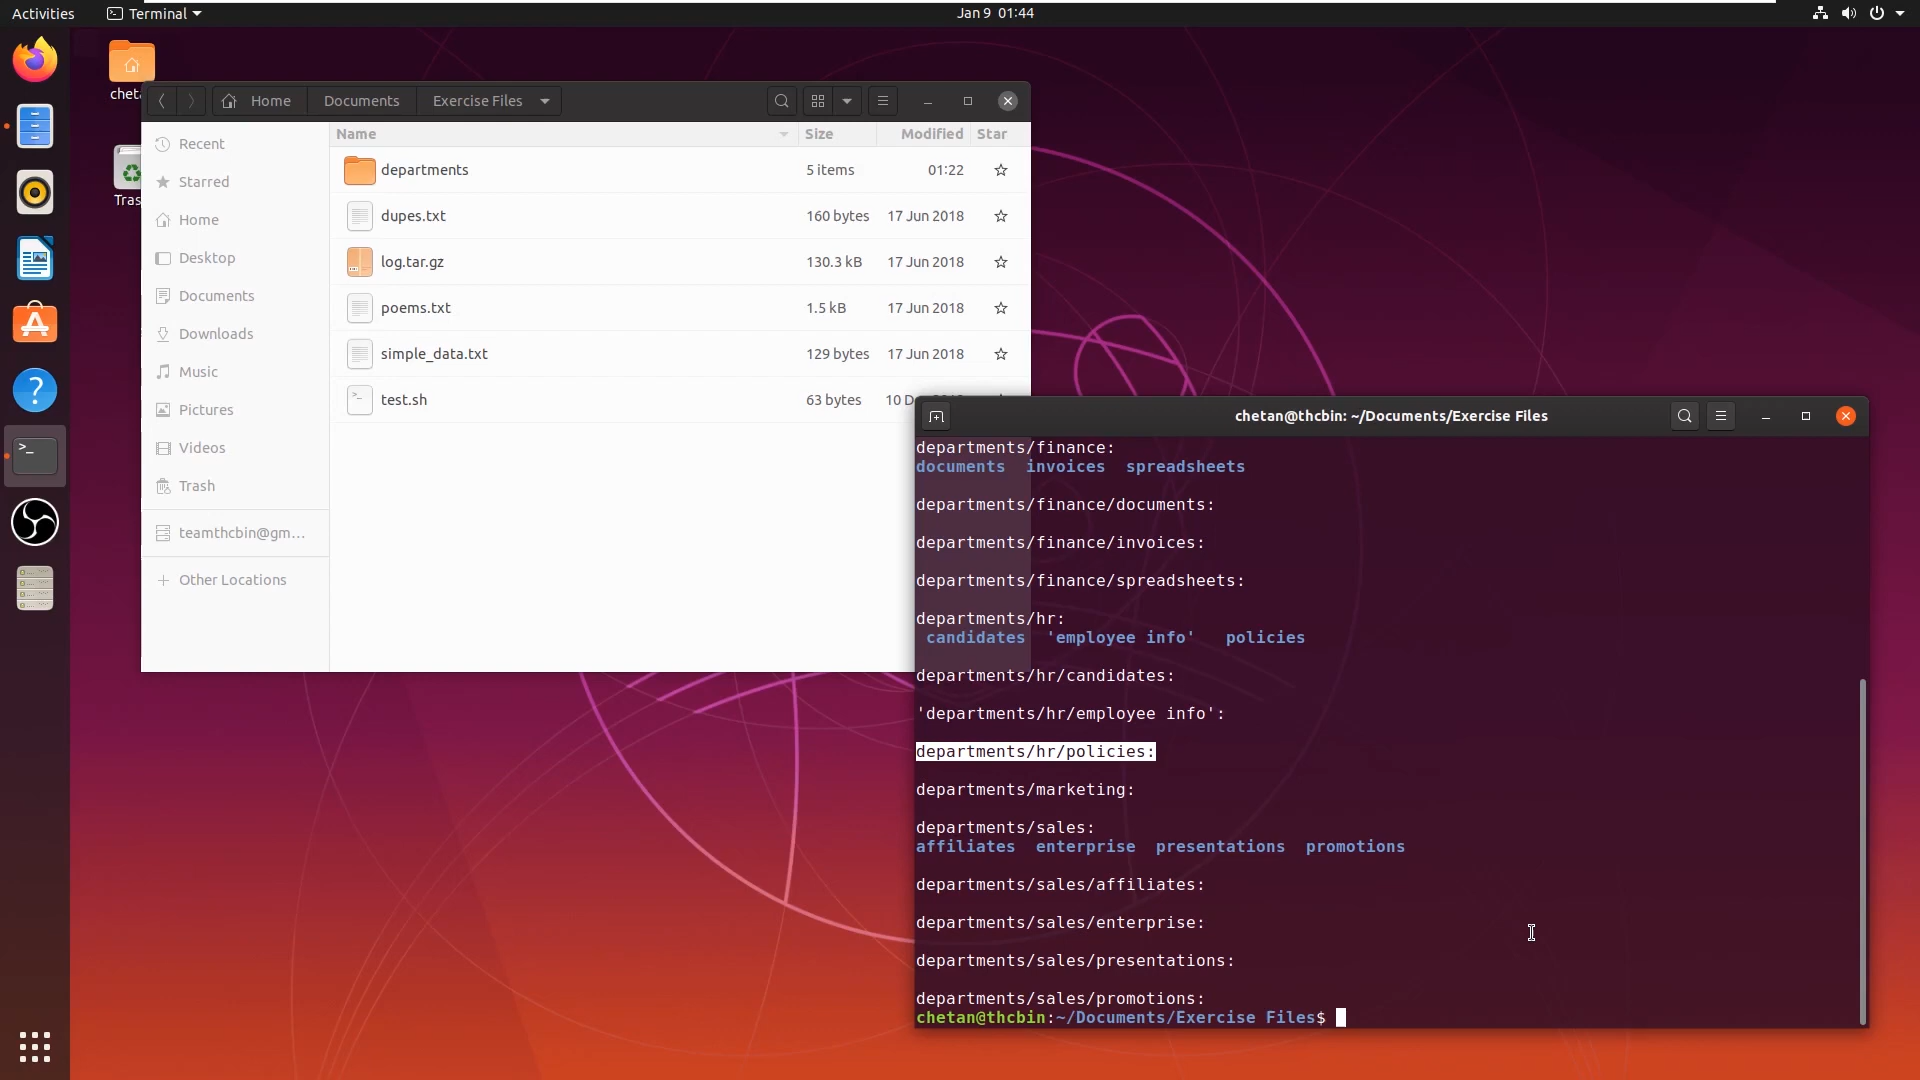 Activities
Terminal
Jan 9 01:44
cheta
Tras
Home
Documents
Exercise Files
Recent
Starred
Home
Desktop
Documents
Downloads
Music
Pictures
Videos
Trash
teamthcbin@gm…
Other Locations
Name Size Modified Star
departments 5 items 01:22
dupes.txt 160 bytes 17 Jun 2018
log.tar.gz 130.3 kB 17 Jun 2018
poems.txt 1.5 kB 17 Jun 2018
simple_data.txt 129 bytes 17 Jun 2018
test.sh 63 bytes 10
chetan@thcbin: ~/Documents/Exercise Files
departments/finance:
documents invoices spreadsheets
departments/finance/documents:
departments/finance/invoices:
departments/finance/spreadsheets:
departments/hr:
candidates 'employee info' policies
departments/hr/candidates:
'departments/hr/employee info':
departments/hr/policies:
departments/marketing:
departments/sales:
affiliates enterprise presentations promotions
departments/sales/affiliates:
departments/sales/enterprise:
departments/sales/presentations:
departments/sales/promotions:
chetan@thcbin:~/Documents/Exercise Files$